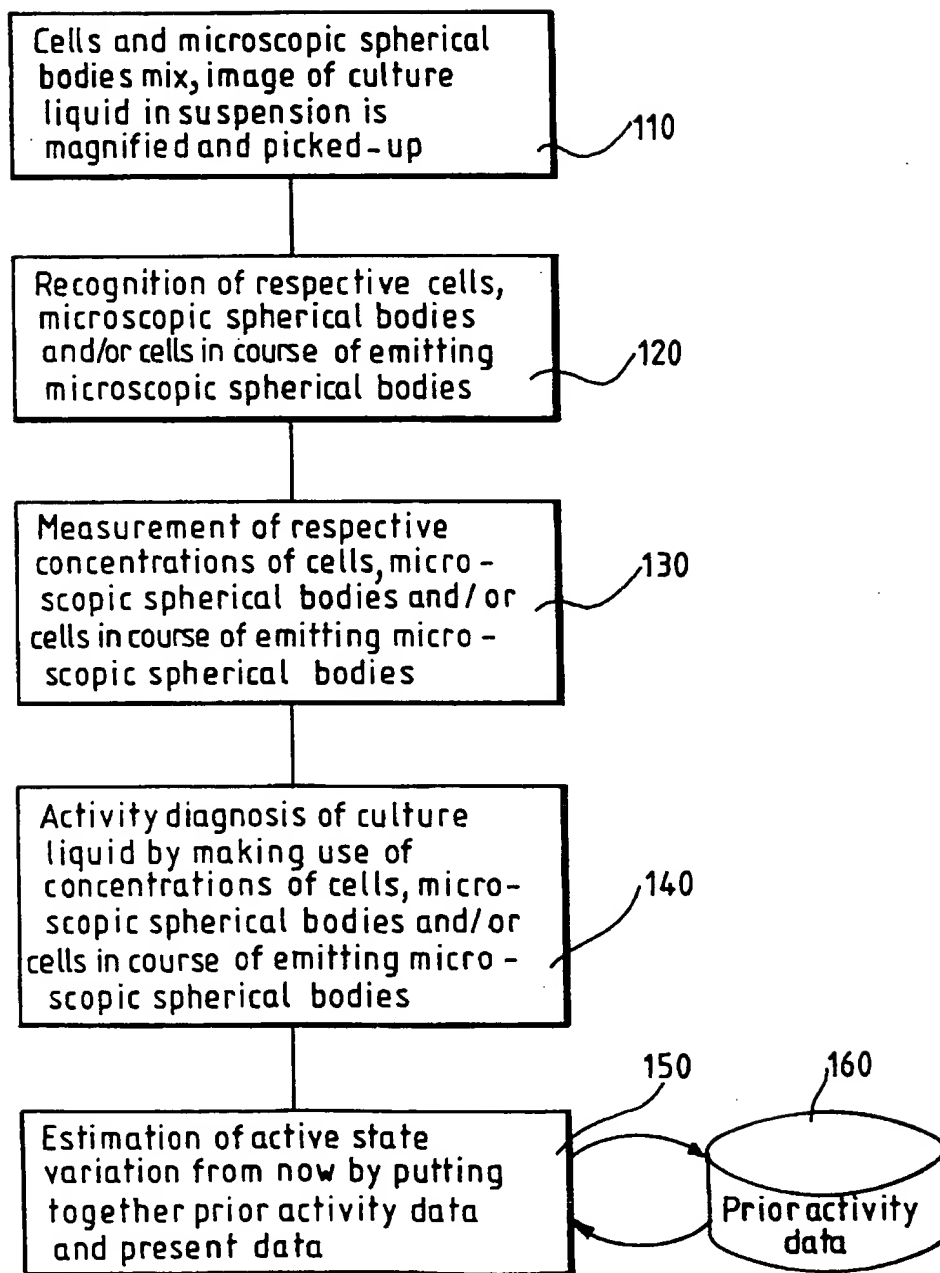 Cells and microscopic spherical
bodies mix, image of culture
liquid in suspension is
magnified and picked-up
110
Recognition of respective cells,
microscopic spherical bodies
and/or cells in course of emitting
microscopic spherical bodies
120
Measurement of respective
concentrations of cells, micro-
scopic spherical bodies and/or
cells in course of emitting micro-
scopic spherical bodies
130
Activity diagnosis of culture
liquid by making use of
concentrations of cells, micro-
scopic spherical bodies and/or
cells in course of emitting micro-
scopic spherical bodies
140
150
160
Estimation of active state
variation from now by putting
together prior activity data
and present data
Prior activity
data